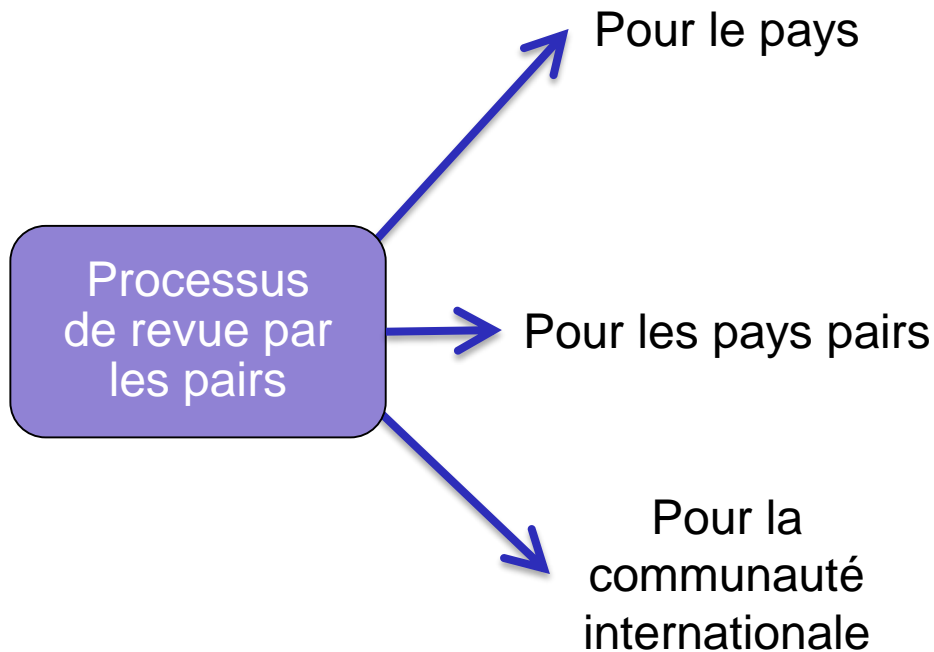 Pour le pays
Processus
de revue par
les pairs
Pour les pays pairs
Pour la
communauté
internationale